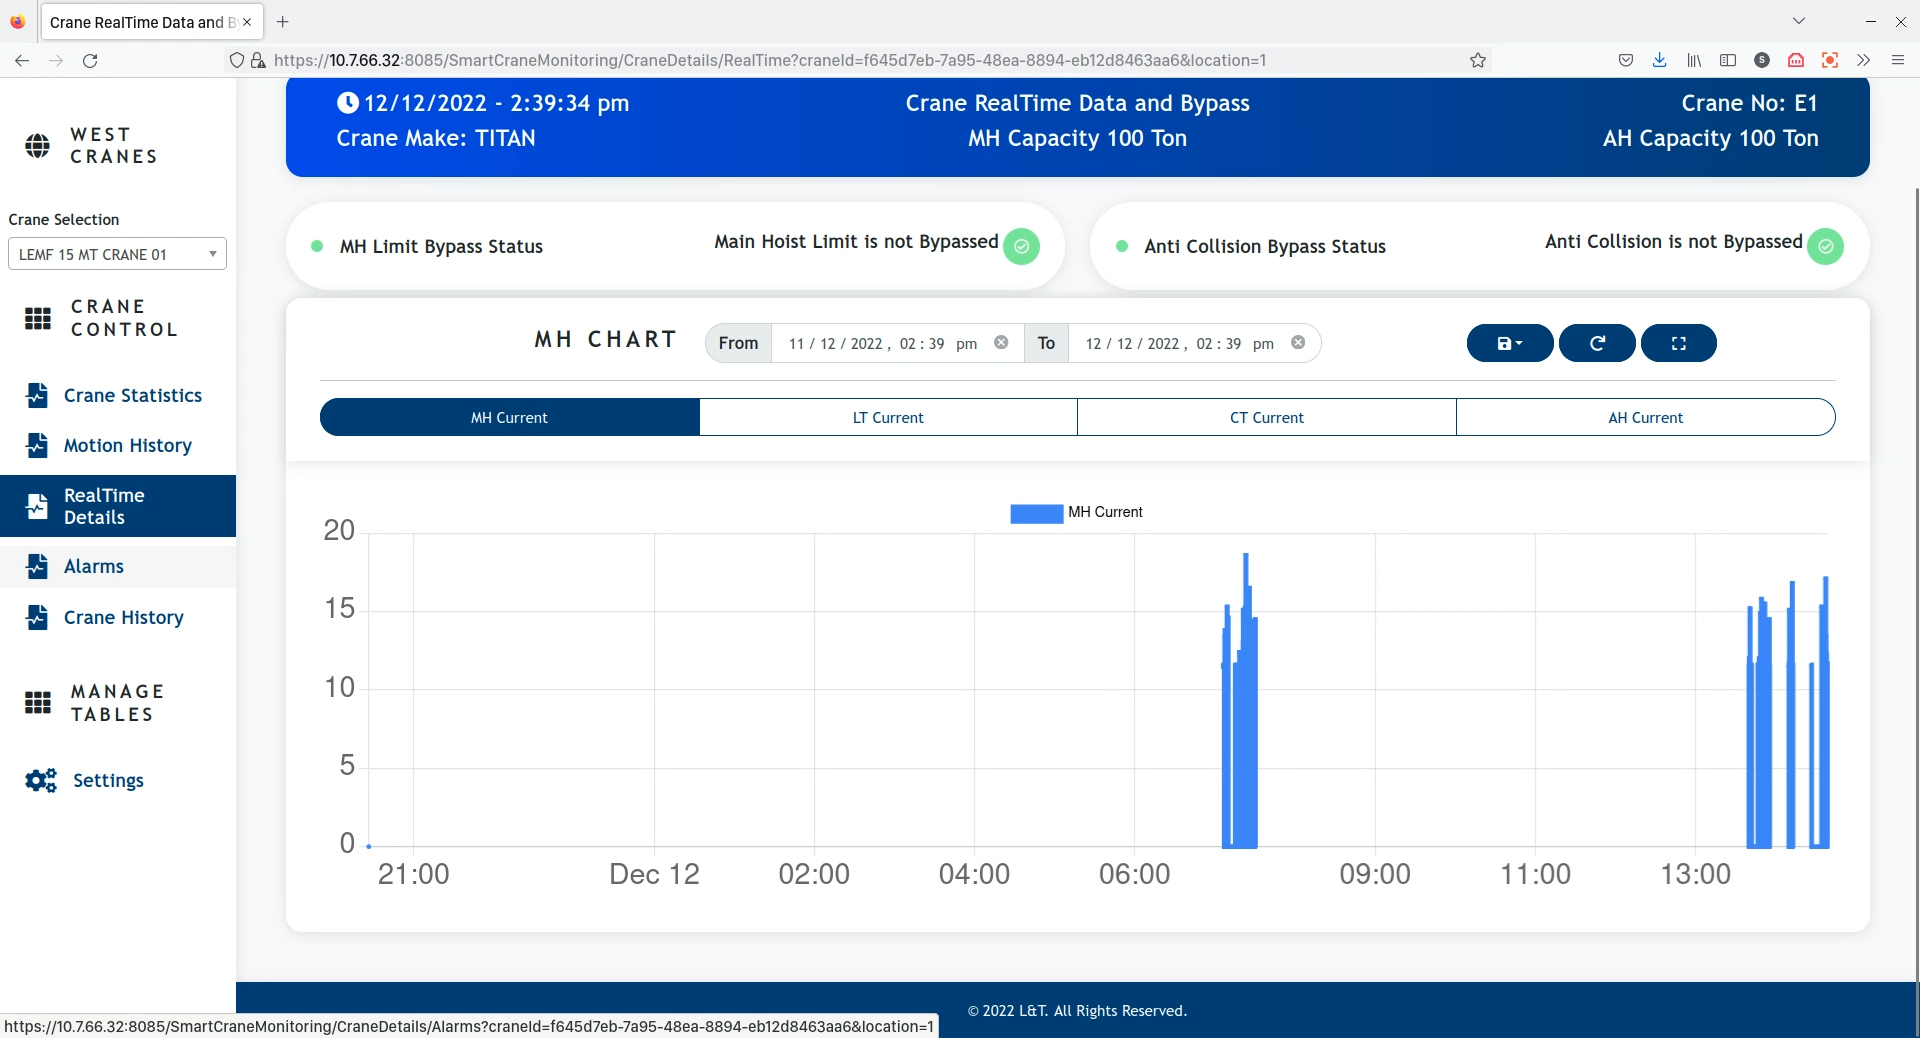 Crane RealTime Data and B
https://10.7.66.32:8085/SmartCraneMonitoring/CraneDetails/RealTime?craneId=f645d7eb-7a95-48ea-8894-eb12d8463aa6&location=1
S
WEST
CRANES
Crane Selection
LEMF 15 MT CRANE 01
CRANE
CONTROL
Crane Statistics
Motion History
RealTime
Details
Alarms
Crane History
MANAGE
TABLES
Settings
12/12/2022 - 2:39:34 pm
Crane RealTime Data and Bypass
Crane No: E1
Crane Make: TITAN
MH Capacity 100 Ton
AH Capacity 100 Ton
MH Limit Bypass Status
Main Hoist Limit is not Bypassed
Anti Collision Bypass Status
Anti Collision is not Bypassed
MH CHART
From
11 / 12 / 2022 , 02 : 39 pm
To
12 / 12 / 2022 , 02 : 39 pm
MH Current
LT Current
CT Current
AH Current
MH Current
20
15
10
5
0
21:00
Dec 12
02:00
04:00
06:00
09:00
11:00
13:00
© 2022 L&T. All Rights Reserved.
https://10.7.66.32:8085/SmartCraneMonitoring/CraneDetails/Alarms?craneId=f645d7eb-7a95-48ea-8894-eb12d8463aa6&location=1